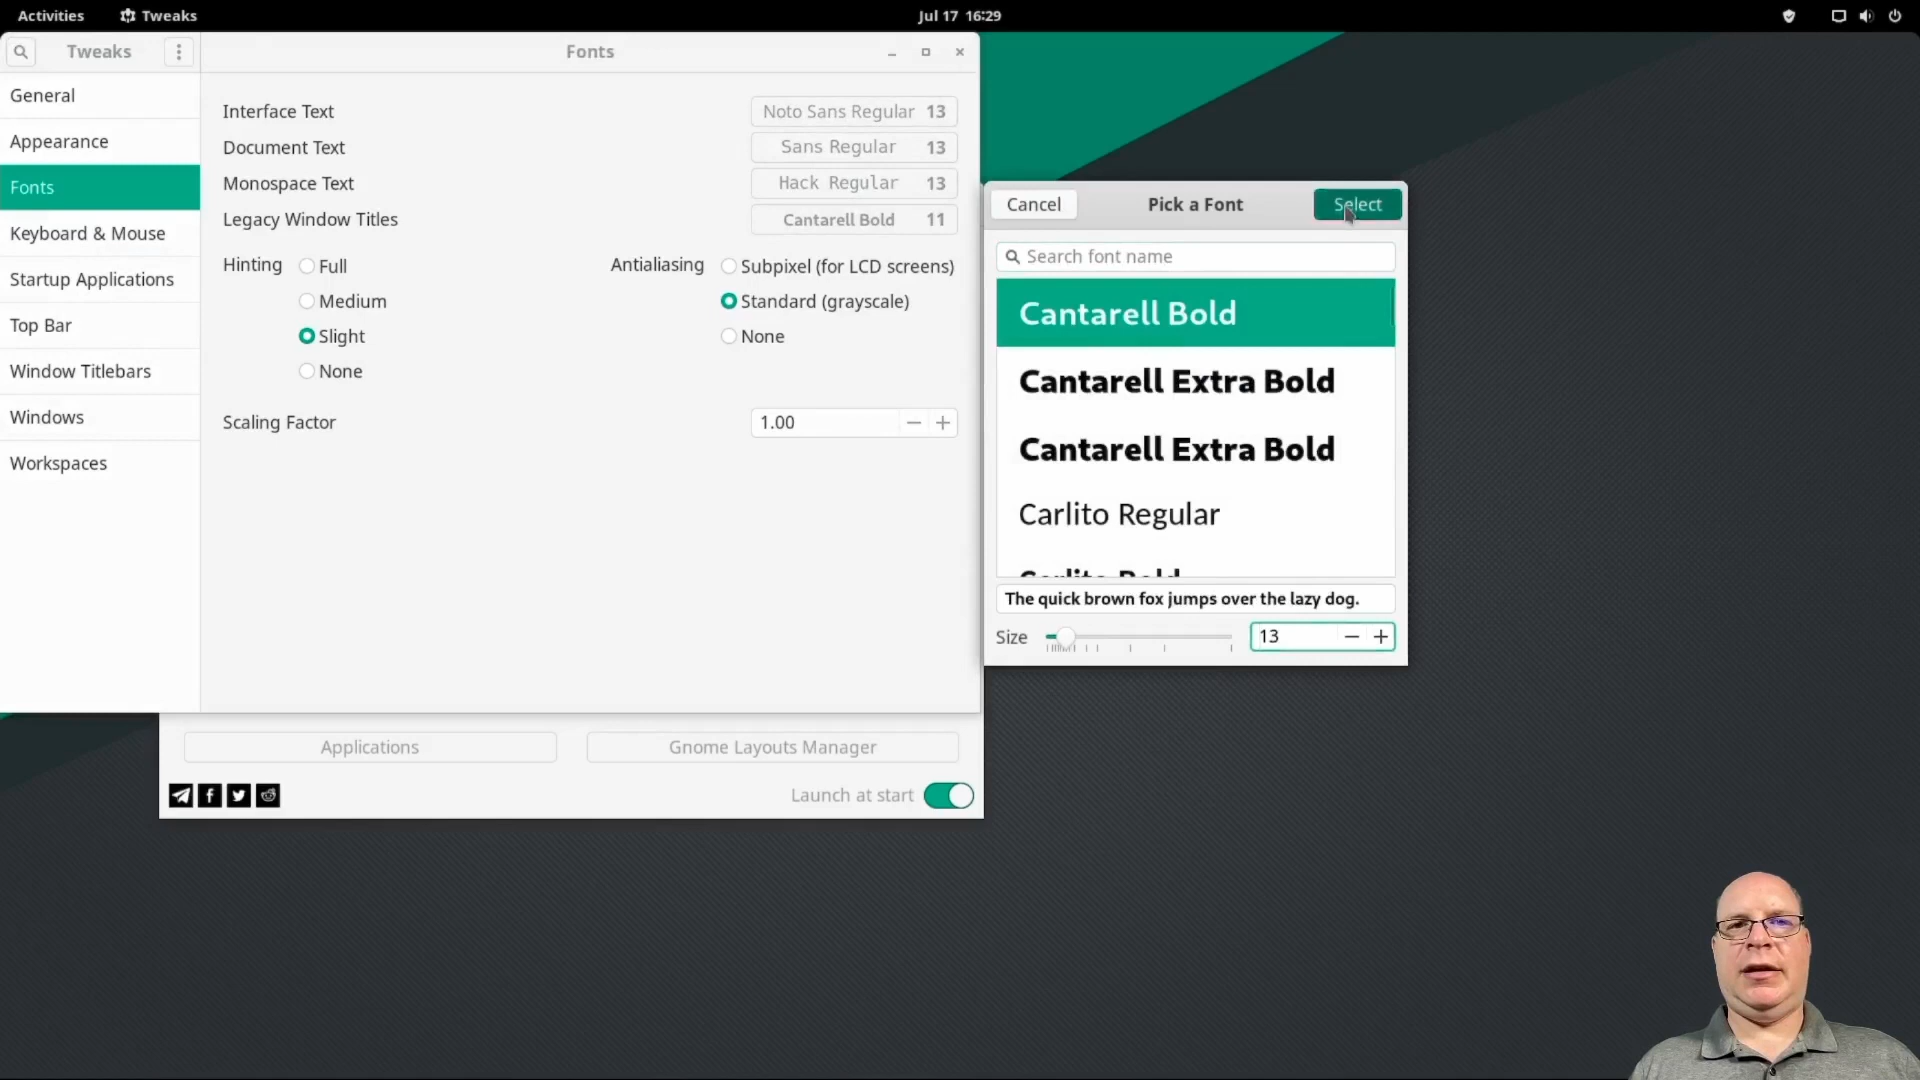 Activities Tweaks Jul 17 16:29
Tweaks
Fonts
General
Appearance
Fonts
Keyboard & Mouse
Startup Applications
Top Bar
Window Titlebars
Windows
Workspaces
Interface Text Noto Sans Regular 13
Document Text Sans Regular 13
Monospace Text Hack Regular 13
Legacy Window Titles Cantarell Bold 11
Hinting Full
Medium
Slight
None
Antialiasing Subpixel (for LCD screens)
Standard (grayscale)
None
Scaling Factor 1.00
Cancel Pick a Font Select
Search font name
Cantarell Bold
Cantarell Extra Bold
Cantarell Extra Bold
Carlito Regular
Carlito Bold
The quick brown fox jumps over the lazy dog.
Size 13
Applications Gnome Layouts Manager
Launch at start